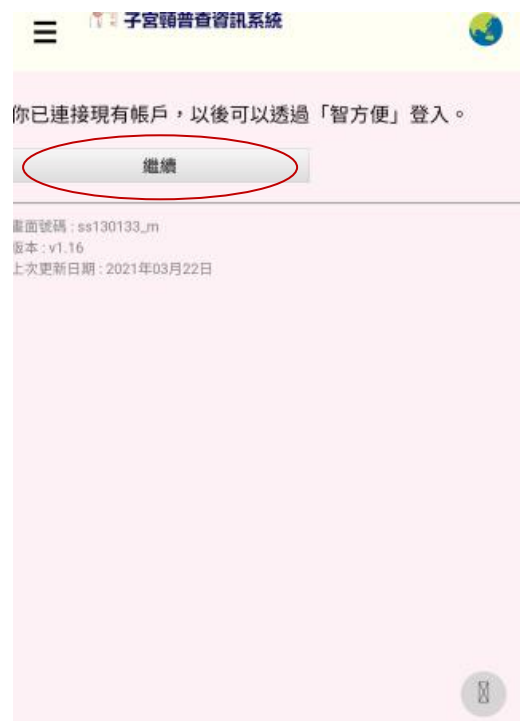 子宮頸普查資訊系統
你已連接現有帳戶，以後可以透過「智方便」登入。
繼續
畫面號碼 : ss130133_m
版本 : v1.16
上次更新日期 : 2021年03月22日